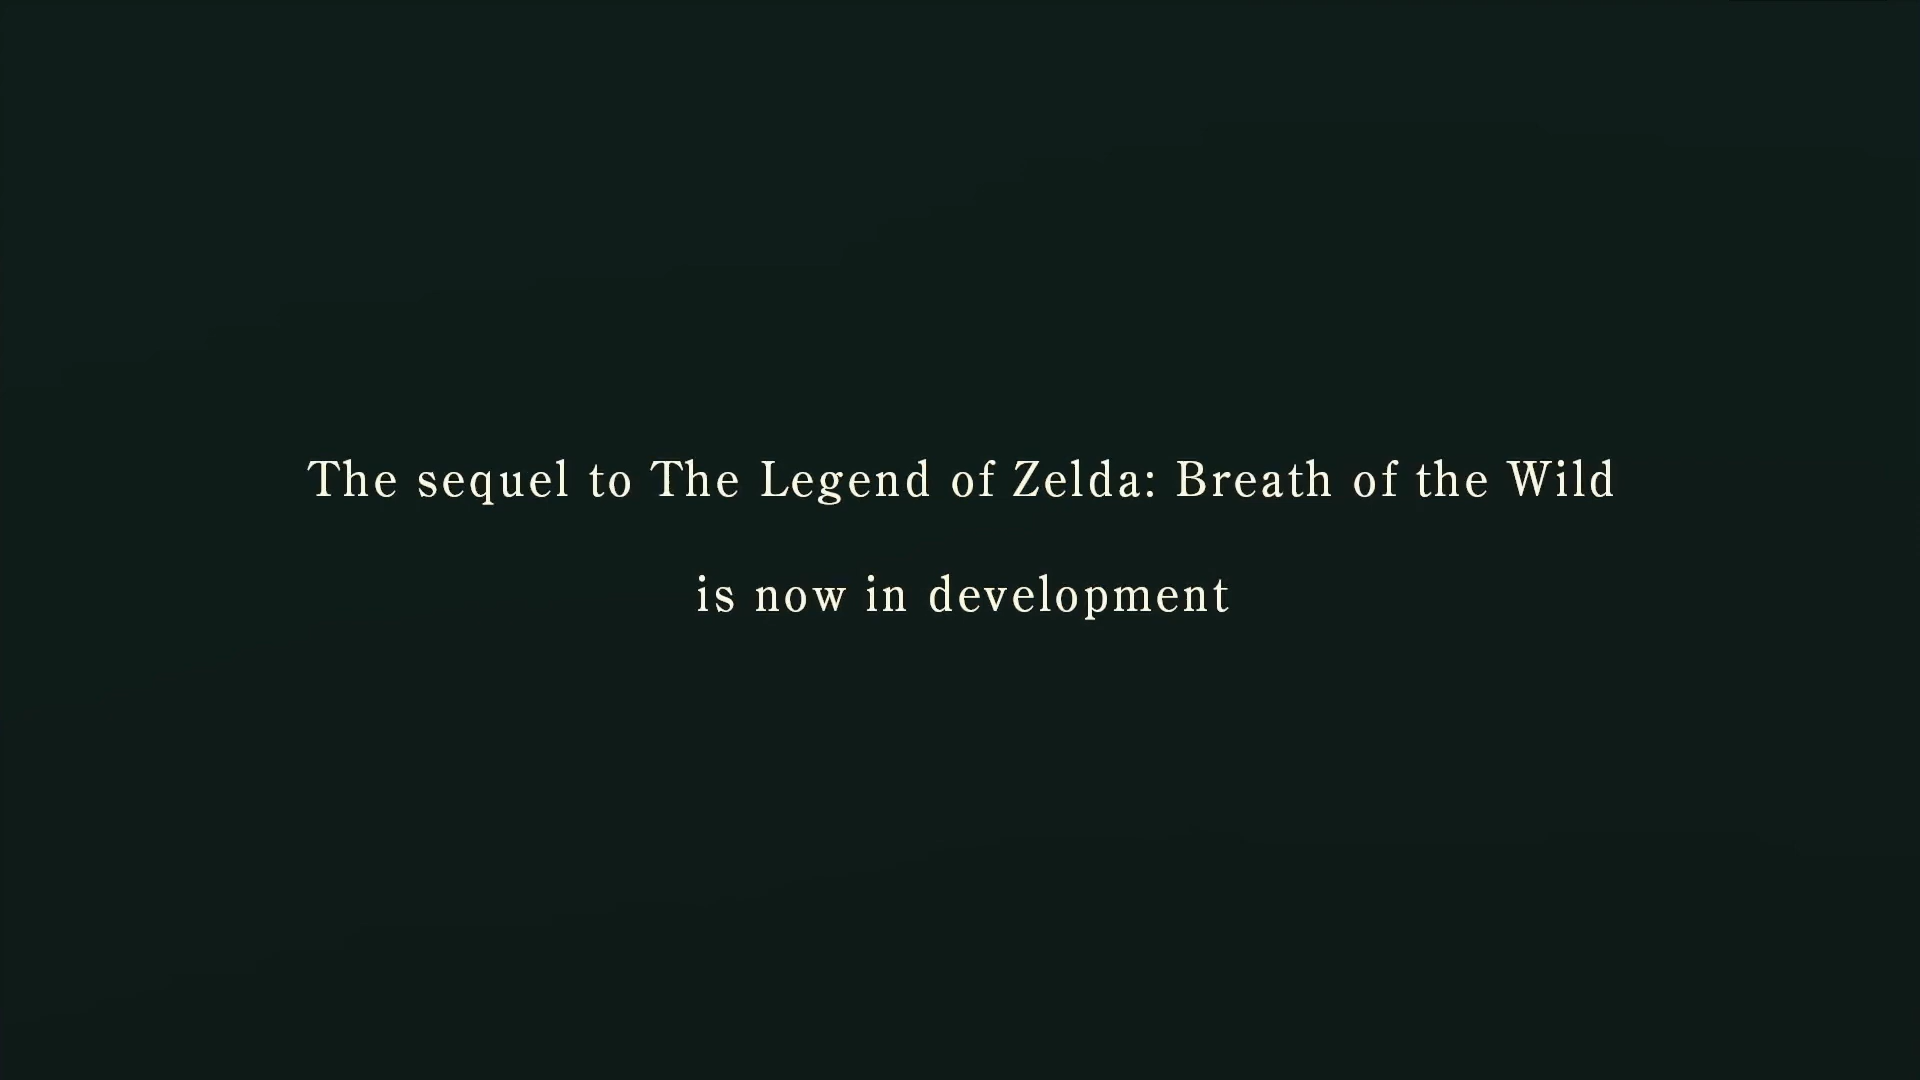 The sequel to The Legend of Zelda: Breath of the Wild
is now in development